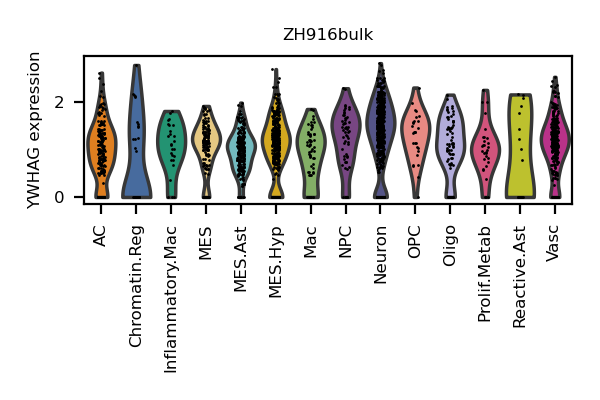 ZH916bulk
YWHAG expression
2
0
AC
Chromatin.Reg
Inflammatory.Mac
MES
MES.Ast
MES.Hyp
Mac
NPC
Neuron
OPC
Oligo
Prolif.Metab
Reactive.Ast
Vasc